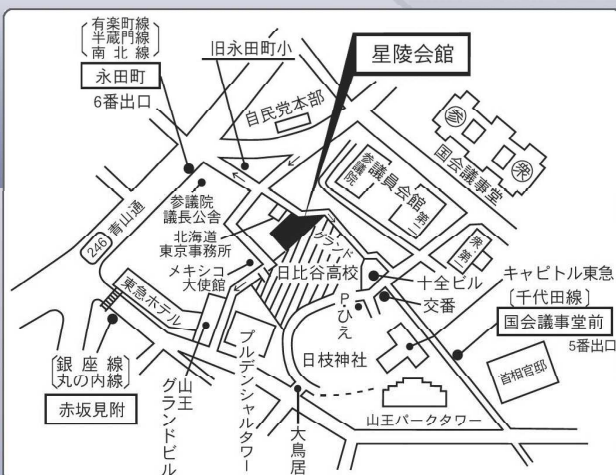 有楽町線
半蔵門線
南北線
永田町
6番出口
旧永田町小
星陵会館
自民党本部
参
衆
国会議事堂
参議院
議員会館
第二
衆第一
参議院
議長公舎
北海道
東京事務所
メキシコ
大使館
グランド
日比谷高校
十全ビル
交番
キャピトル東急
千代田線
国会議事堂前
5番出口
246
青山通
東急ホテル
P.ひえ
日枝神社
首相官邸
銀座線
丸の内線
赤坂見附
山王
グランドビル
プルデンシャルタワー
大鳥居
山王パークタワー